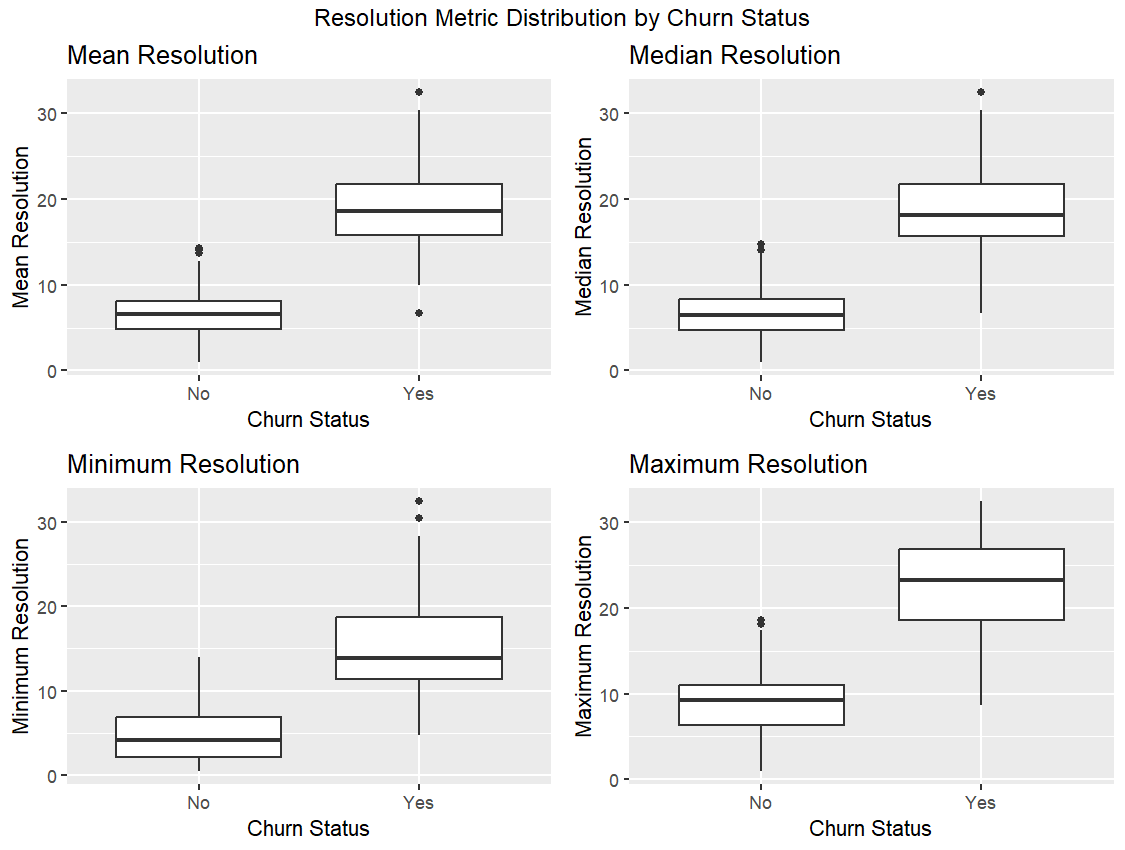 Resolution Metric Distribution by Churn Status
Mean Resolution
Mean Resolution
30
20
10
0
No Yes
Churn Status
Median Resolution
Median Resolution
30
20
10
0
No Yes
Churn Status
Minimum Resolution
Minimum Resolution
30
20
10
0
No Yes
Churn Status
Maximum Resolution
Maximum Resolution
30
20
10
0
No Yes
Churn Status